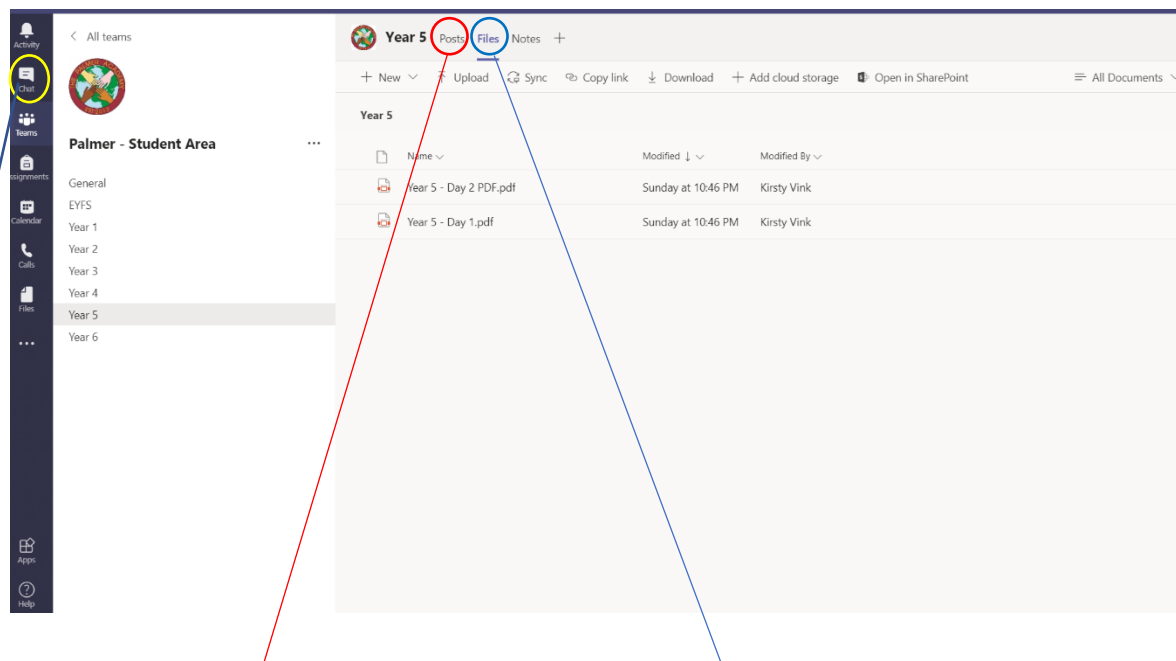 Activity
Chat
Teams
ssignments
Calendar
Calls
Files
Apps
Help
All teams
Palmer - Student Area
General
EYFS
Year 1
Year 2
Year 3
Year 4
Year 5
Year 6
Year 5 Posts Files Notes
New Upload Sync Copy link Download Add cloud storage Open in SharePoint All Documents
Year 5
Name Modified Modified By
Year 5 - Day 2 PDF.pdf Sunday at 10:46 PM Kirsty Vink
Year 5 - Day 1.pdf Sunday at 10:46 PM Kirsty Vink